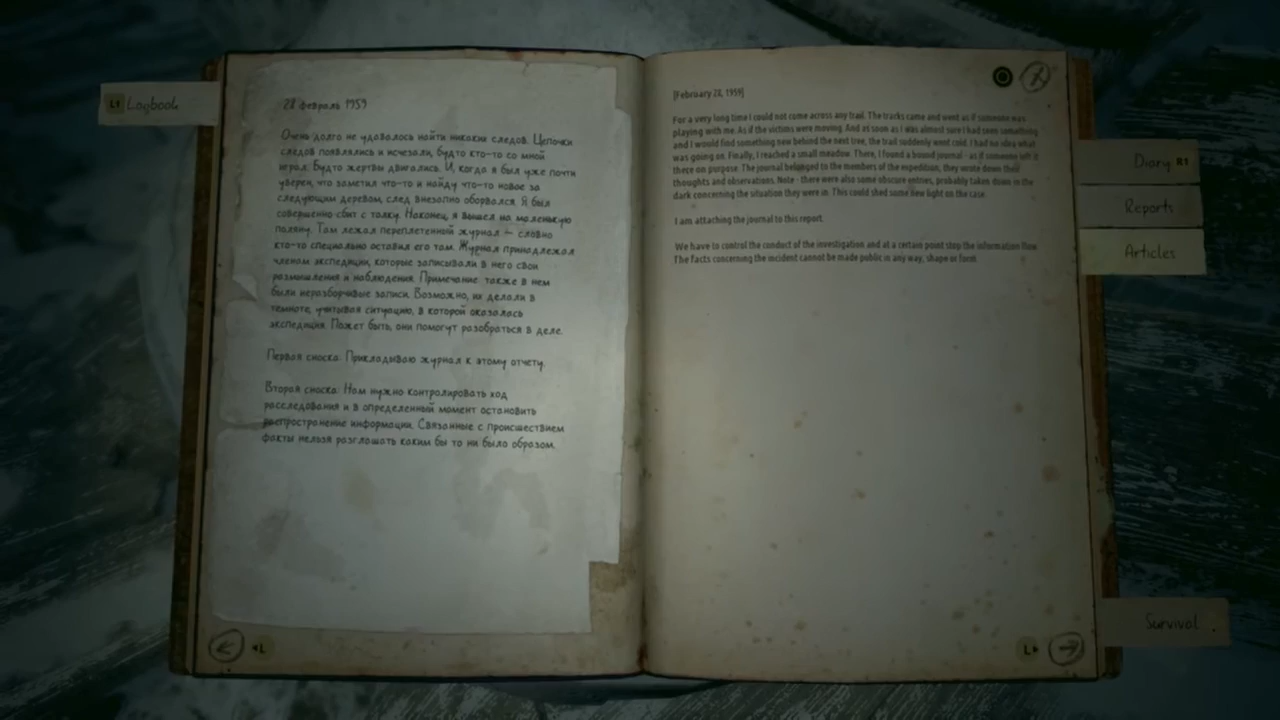 L1 Logbook
28 февраль 1959
Очень долго не удавалось найти никаких следов. Цепочки
следов появлялись и исчезали, будто кто-то со мной
играл. Будто жертвы двигались. И, когда я был уже почти
уверен, что заметил что-то и найду что-то новое за
следующим деревом, след внезапно оборвался. Я был
совершенно сбит с толку. Наконец, я вышел на маленькую
поляну. Там лежал переплетенный журнал — словно
кто-то специально оставил его там. Журнал принадлежал
членам экспедиции, которые записывали в него свои
размышления и наблюдения. Примечание: также в нем
были неразборчивые записи. Возможно, их делали в
темноте, учитывая ситуацию, в которой оказалась
экспедиция. Может быть, они помогут разобраться в деле.
Первая сноска: Прикладываю журнал к этому отчету.
Вторая сноска: Нам нужно контролировать ход
расследования и в определенный момент остановить
распространение информации. Связанные с происшествием
факты нельзя разглашать каким бы то ни было образом.
L
[February 28, 1959]
For a very long time I could not come across any trail. The tracks came and went as if someone was
playing with me. As if the victims were moving. And as soon as I was almost sure I had seen something
and I would find something new behind the next tree, the trail suddenly went cold. I had no idea what
was going on. Finally, I reached a small meadow. There, I found a bound journal - as if someone left it
there on purpose. The journal belonged to the members of the expedition, they wrote down their
thoughts and observations. Note - there were also some obscure entries, probably taken down in the
dark concerning the situation they were in. This could shed some new light on the case.
I am attaching the journal to this report.
We have to control the conduct of the investigation and at a certain point stop the information flow.
The facts concerning the incident cannot be made public in any way, shape or form.
L
Diary R1
Reports
Articles
Survival